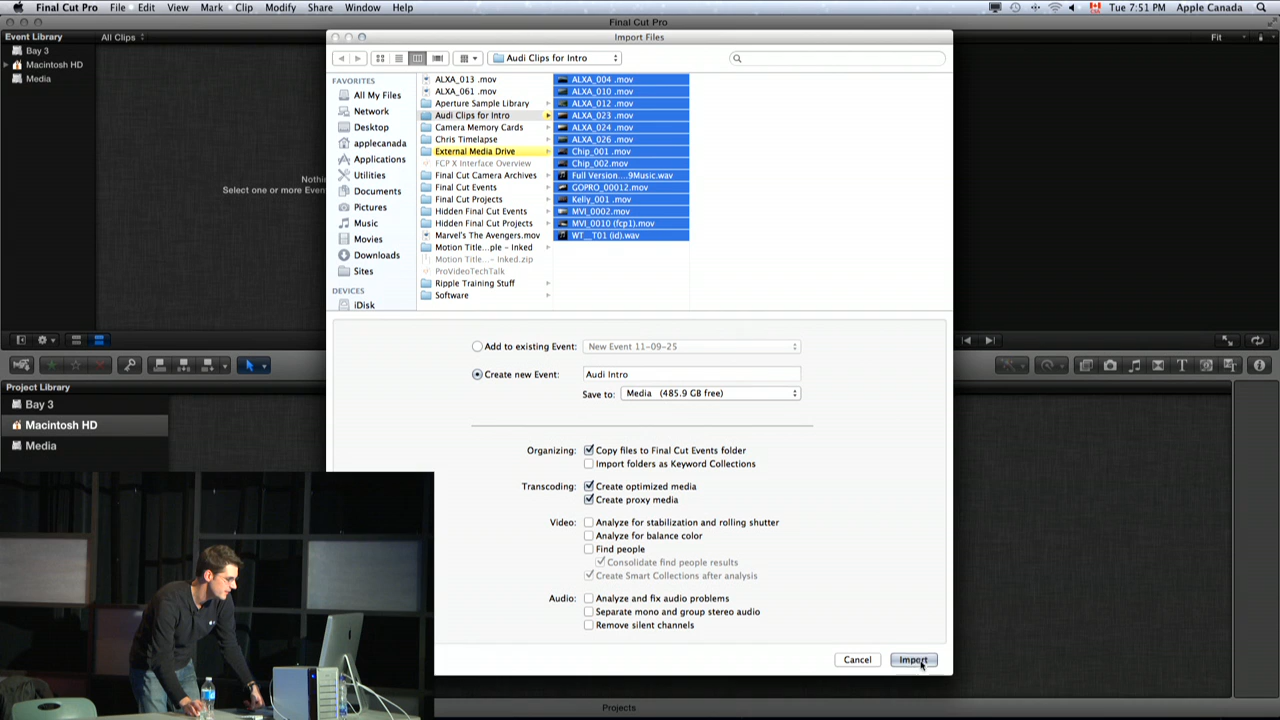 Final Cut Pro File Edit View Mark Clip Modify Share Window Help Tue 7:51 PM Apple Canada
Final Cut Pro
Event Library All Clips Fit
Bay 3
Macintosh HD
Media
Nothi
Select one or more Even
Import Files
Audi Clips for Intro
FAVORITES
All My Files
Network
Desktop
applecanada
Applications
Utilities
Documents
Pictures
Music
Movies
Downloads
Sites
DEVICES
iDisk
ALXA_013 .mov
ALXA_061 .mov
Aperture Sample Library
Audi Clips for Intro
Camera Memory Cards
Chris Timelapse
External Media Drive
FCP X Interface Overview
Final Cut Camera Archives
Final Cut Events
Final Cut Projects
Hidden Final Cut Events
Hidden Final Cut Projects
Marvel's The Avengers.mov
Motion Title...ple - Inked
Motion Title... - Inked.zip
ProVideoTechTalk
Ripple Training Stuff
Software
ALXA_004 .mov
ALXA_010 .mov
ALXA_012 .mov
ALXA_023 .mov
ALXA_024 .mov
ALXA_026 .mov
Chip_001 .mov
Chip_002.mov
Full Version....9Music.wav
GOPRO_00012.mov
Kelly_001 .mov
MVI_0002.mov
MVI_0010 (fcp1).mov
WT__T01 (id).wav
Add to existing Event: New Event 11-09-25
Create new Event: Audi Intro
Save to: Media (485.9 GB free)
Organizing: Copy files to Final Cut Events folder
Import folders as Keyword Collections
Transcoding: Create optimized media
Create proxy media
Video: Analyze for stabilization and rolling shutter
Analyze for balance color
Find people
Consolidate find people results
Create Smart Collections after analysis
Audio: Analyze and fix audio problems
Separate mono and group stereo audio
Remove silent channels
Cancel Import
Project Library
Bay 3
Macintosh HD
Media
Projects